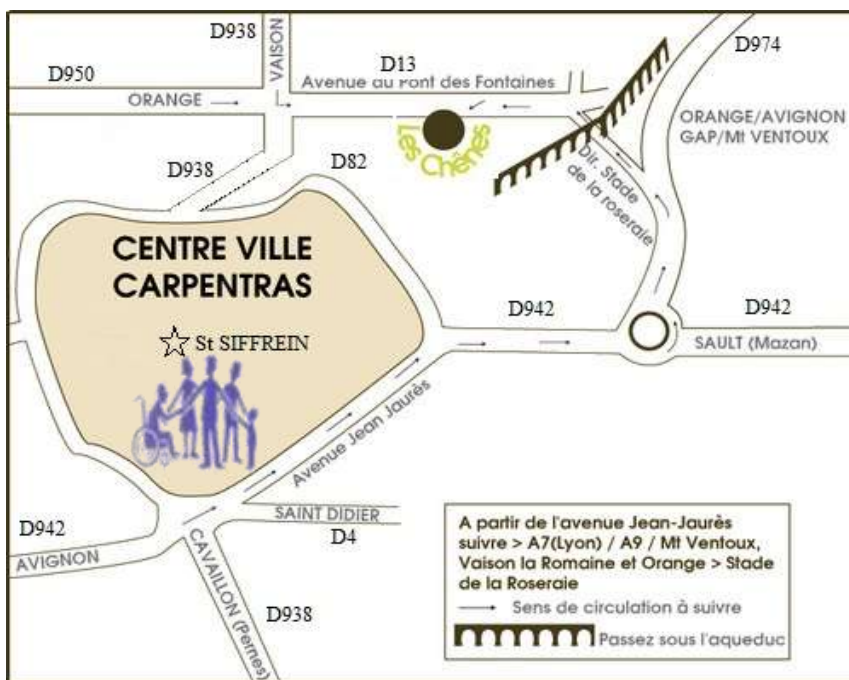 D938
D974
D950
VAISON
D13
Avenue au Pont des Fontaines
ORANGE
ORANGE/AVIGNON
GAP/Mt VENTOUX
Les Chênes
Dir. Stade
de la roseraie
D938
D82
CENTRE VILLE
CARPENTRAS
St SIFFREIN
D942
D942
SAULT (Mazan)
Avenue Jean Jaurès
SAINT DIDIER
D4
D942
AVIGNON
CAVAILLON (Pernes)
D938
A partir de l'avenue Jean-Jaurès
suivre > A7(Lyon) / A9 / Mt Ventoux,
Vaison la Romaine et Orange > Stade
de la Roseraie
Sens de circulation à suivre
Passez sous l'aqueduc